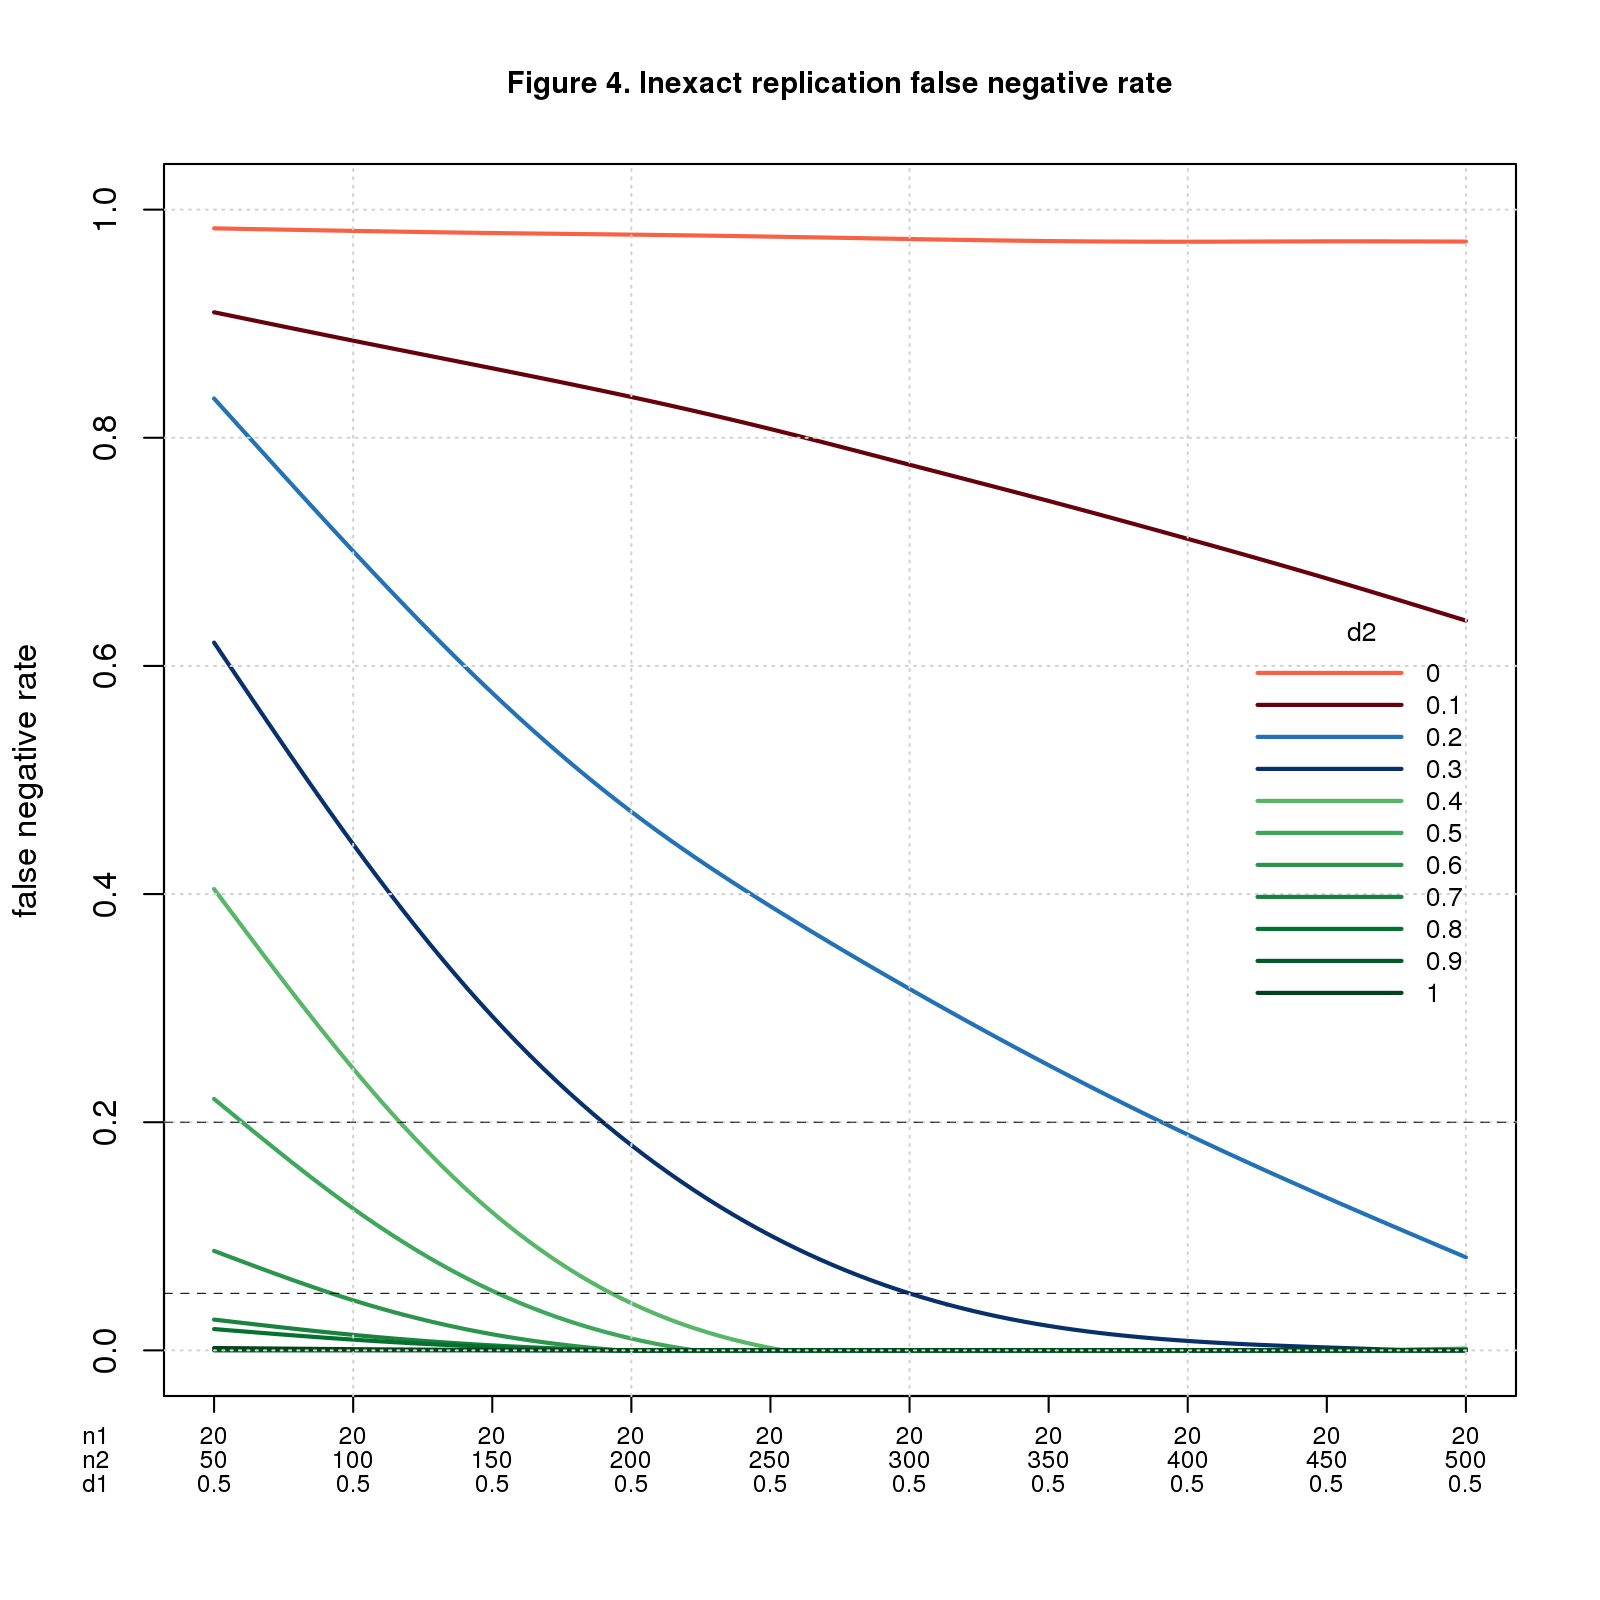 Figure 4. Inexact replication false negative rate
false negative rate
1.0
0.8
0.6
0.4
0.2
0.0
d2
0
0.1
0.2
0.3
0.4
0.5
0.6
0.7
0.8
0.9
1
n1 20 20 20 20 20 20 20 20 20 20
n2 50 100 150 200 250 300 350 400 450 500
d1 0.5 0.5 0.5 0.5 0.5 0.5 0.5 0.5 0.5 0.5